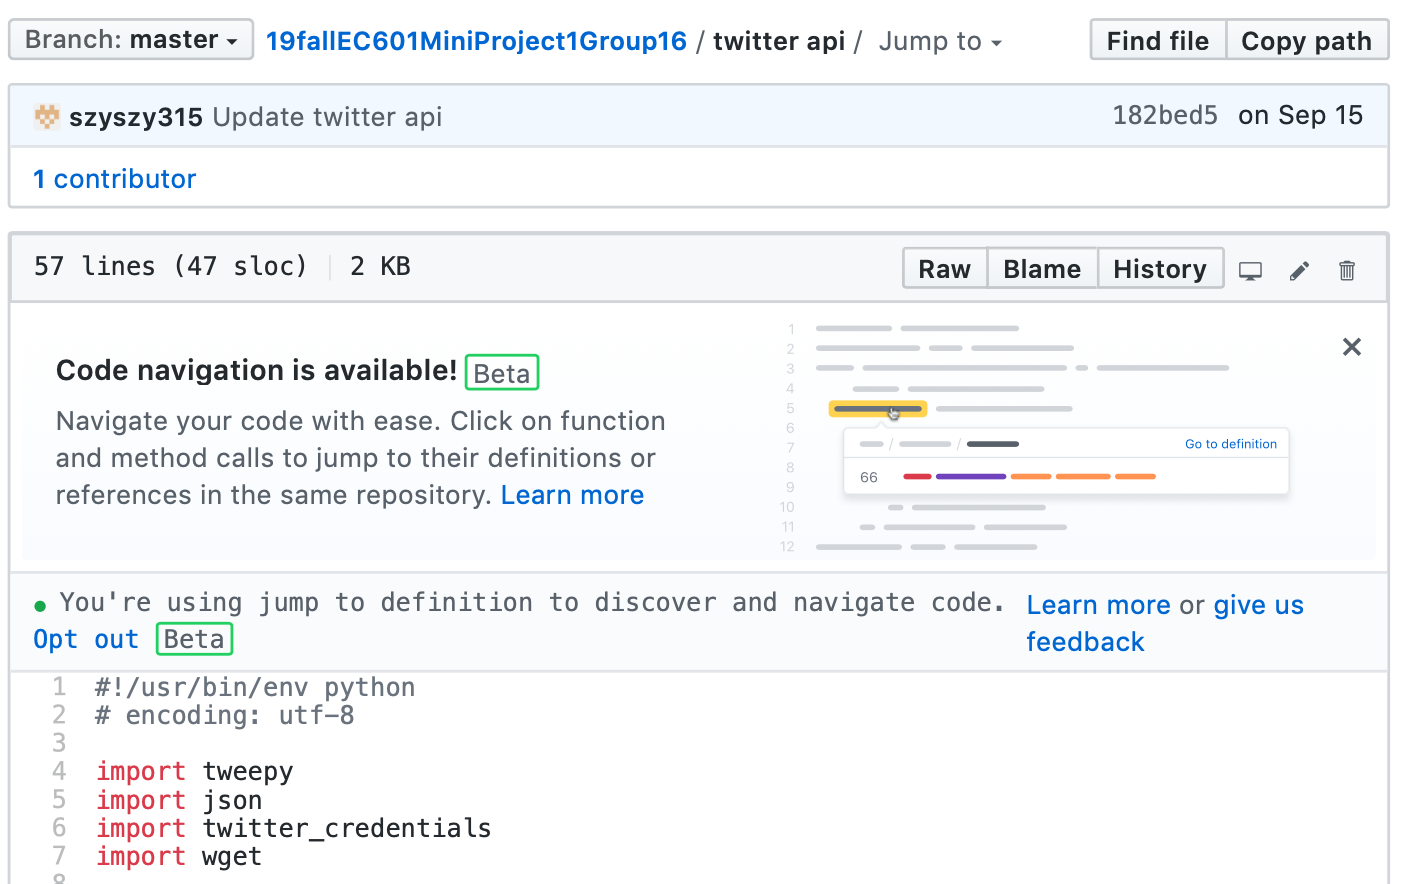 Branch: master 19fallEC601MiniProject1Group16 / twitter api / Jump to Find file Copy path
szyszy315 Update twitter api 182bed5 on Sep 15
1 contributor
57 lines (47 sloc) 2 KB Raw Blame History
Code navigation is available! Beta
Navigate your code with ease. Click on function
and method calls to jump to their definitions or
references in the same repository. Learn more
1
2
3
4
5
6
7 Go to definition
8 66
9
10
11
12
You're using jump to definition to discover and navigate code. Learn more or give us
Opt out Beta feedback
1 #!/usr/bin/env python
2 # encoding: utf-8
3
4 import tweepy
5 import json
6 import twitter_credentials
7 import wget
8